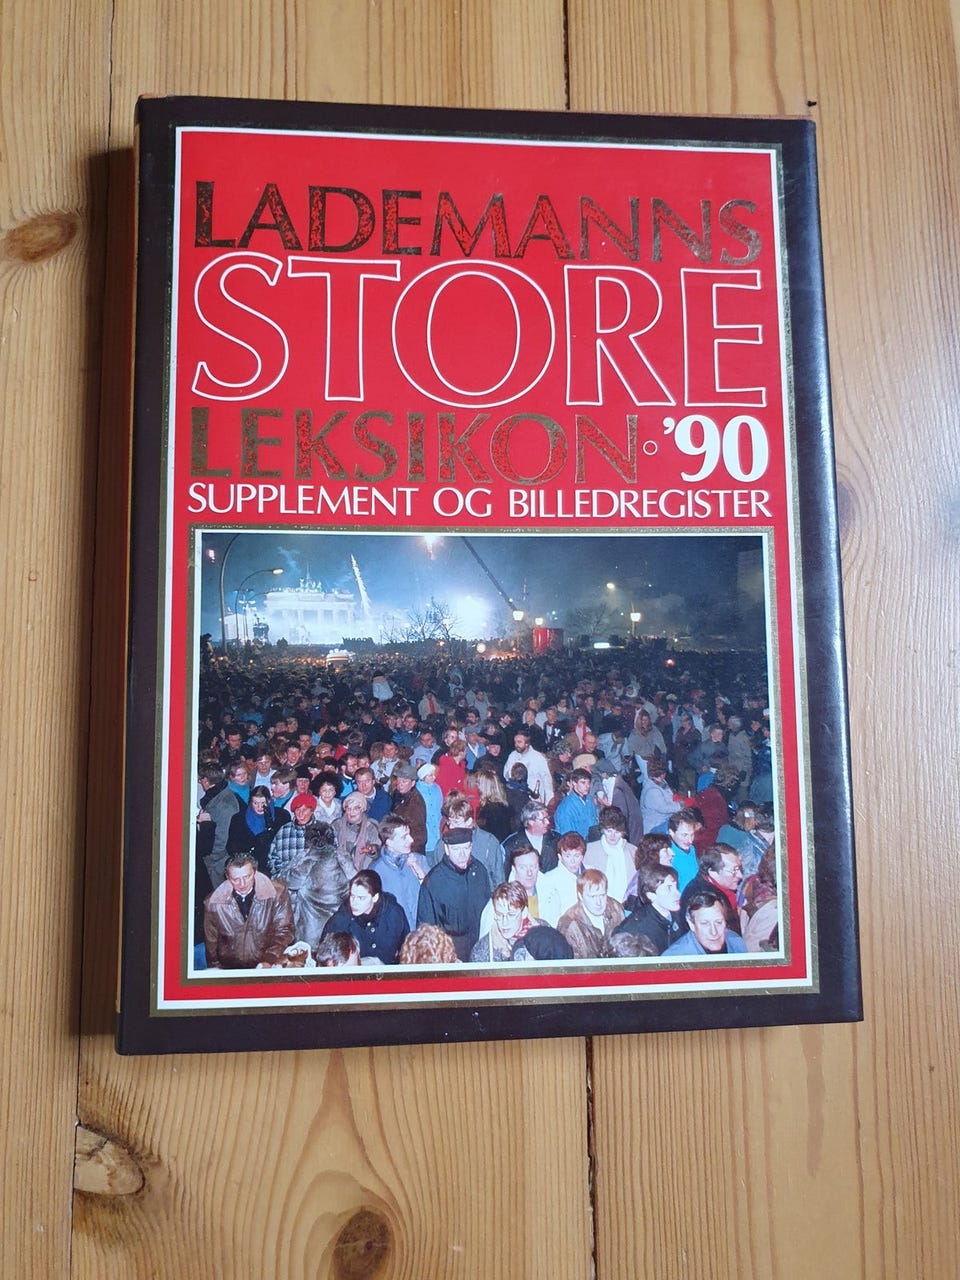 LADEMANNS
STORE
LEKSIKON · '90
SUPPLEMENT OG BILLEDREGISTER